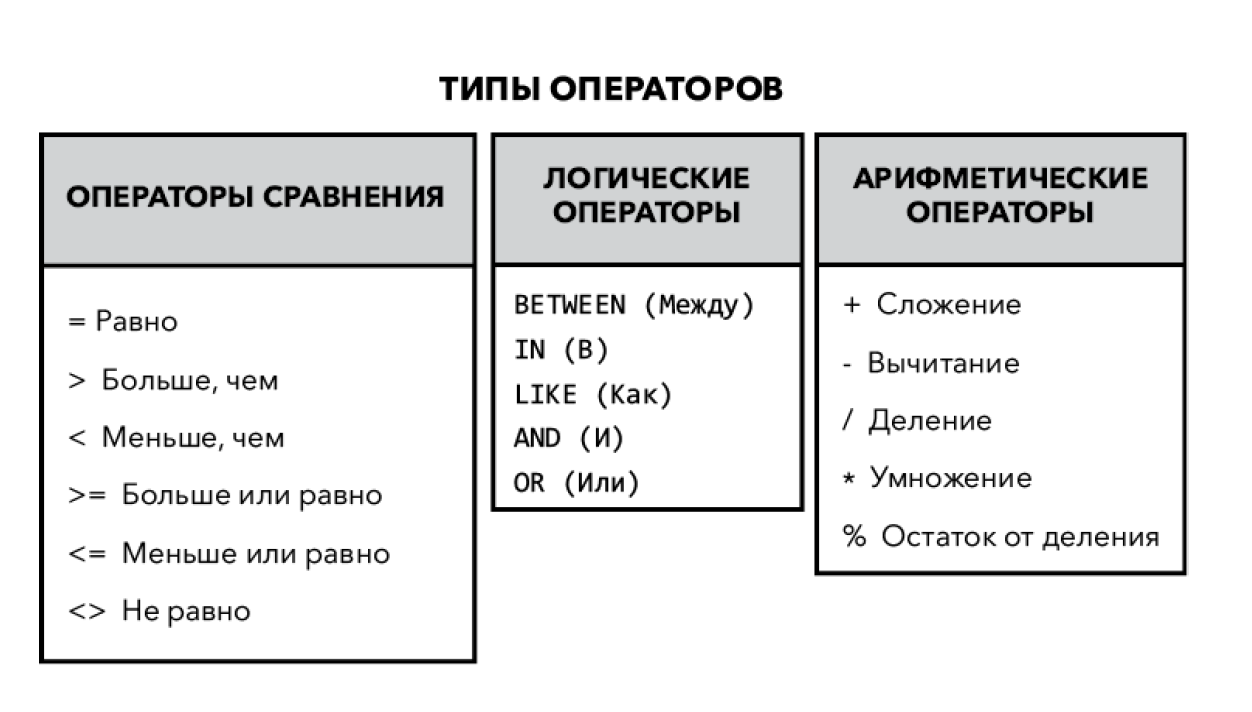 ТИПЫ ОПЕРАТОРОВ
ОПЕРАТОРЫ СРАВНЕНИЯ
= Равно
> Больше, чем
< Меньше, чем
>= Больше или равно
<= Меньше или равно
<> Не равно
ЛОГИЧЕСКИЕ
ОПЕРАТОРЫ
BETWEEN (Между)
IN (В)
LIKE (Как)
AND (И)
OR (Или)
АРИФМЕТИЧЕСКИЕ
ОПЕРАТОРЫ
+ Сложение
- Вычитание
/ Деление
* Умножение
% Остаток от деления